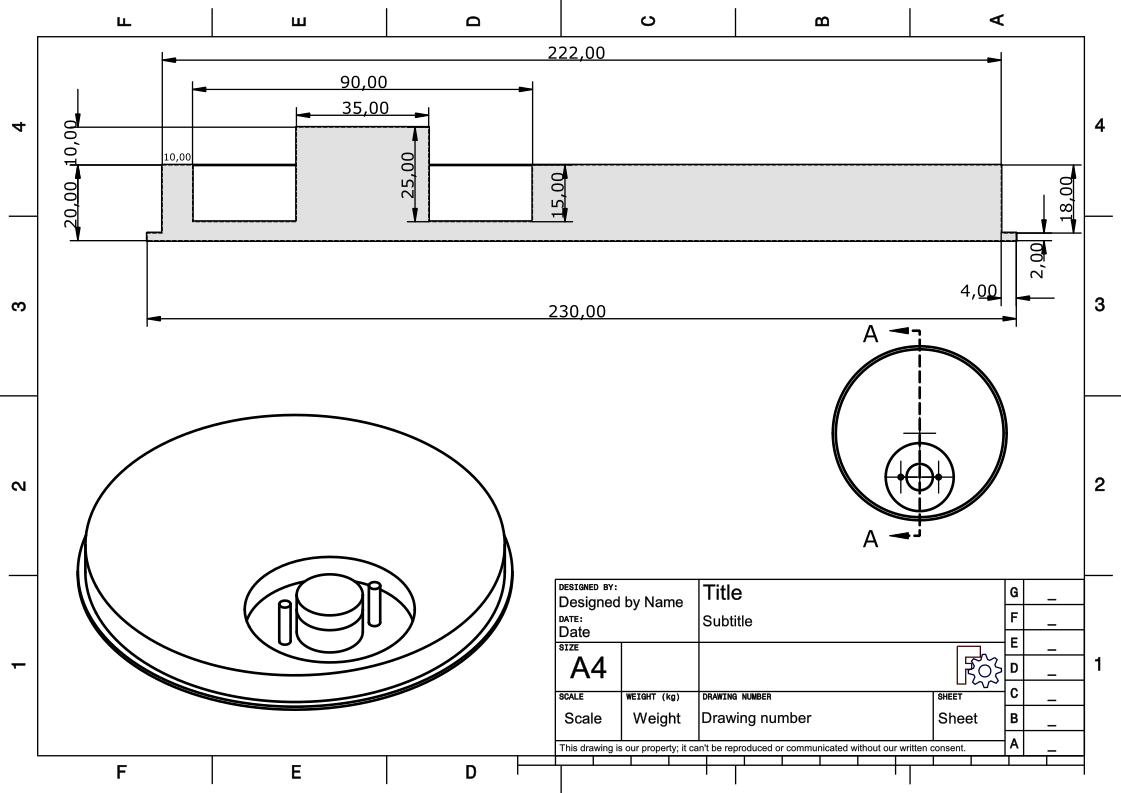 F E D C B A
222,00
90,00
35,00
4 10,00 4
10,00
20,00 25,00 15,00 18,00
2,00
4,00
3 3
230,00
A
2 2
A
DESIGNED BY:
Designed by Name
DATE:
Date
Title
Subtitle
G _
F _
E _
D _
C _
B _
A _
SIZE
A4
1 1
SCALE WEIGHT (kg) DRAWING NUMBER SHEET
Scale Weight Drawing number Sheet
This drawing is our property; it can't be reproduced or communicated without our written consent.
F E D